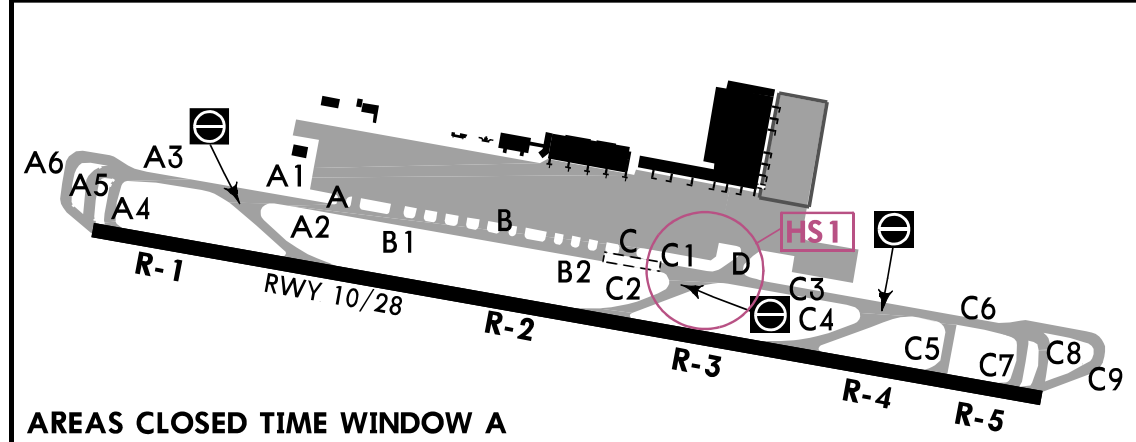 A6
A3
A5
A4
A1
A
A2
B
B1
B2
C
C1
C2
D
HS1
C3
C4
C6
C5
C7
C8
C9
R-1
RWY 10/28
R-2
R-3
R-4
R-5
AREAS CLOSED TIME WINDOW A